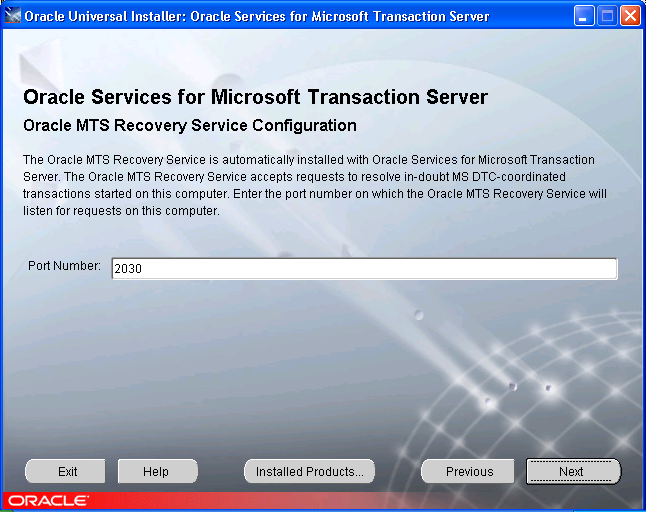 Oracle Universal Installer: Oracle Services for Microsoft Transaction Server
Oracle Services for Microsoft Transaction Server
Oracle MTS Recovery Service Configuration
The Oracle MTS Recovery Service is automatically installed with Oracle Services for Microsoft Transaction
Server. The Oracle MTS Recovery Service accepts requests to resolve in-doubt MS DTC-coordinated
transactions started on this computer. Enter the port number on which the Oracle MTS Recovery Service will
listen for requests on this computer.
Port Number: 2030
Exit Help Installed Products... Previous Next
ORACLE